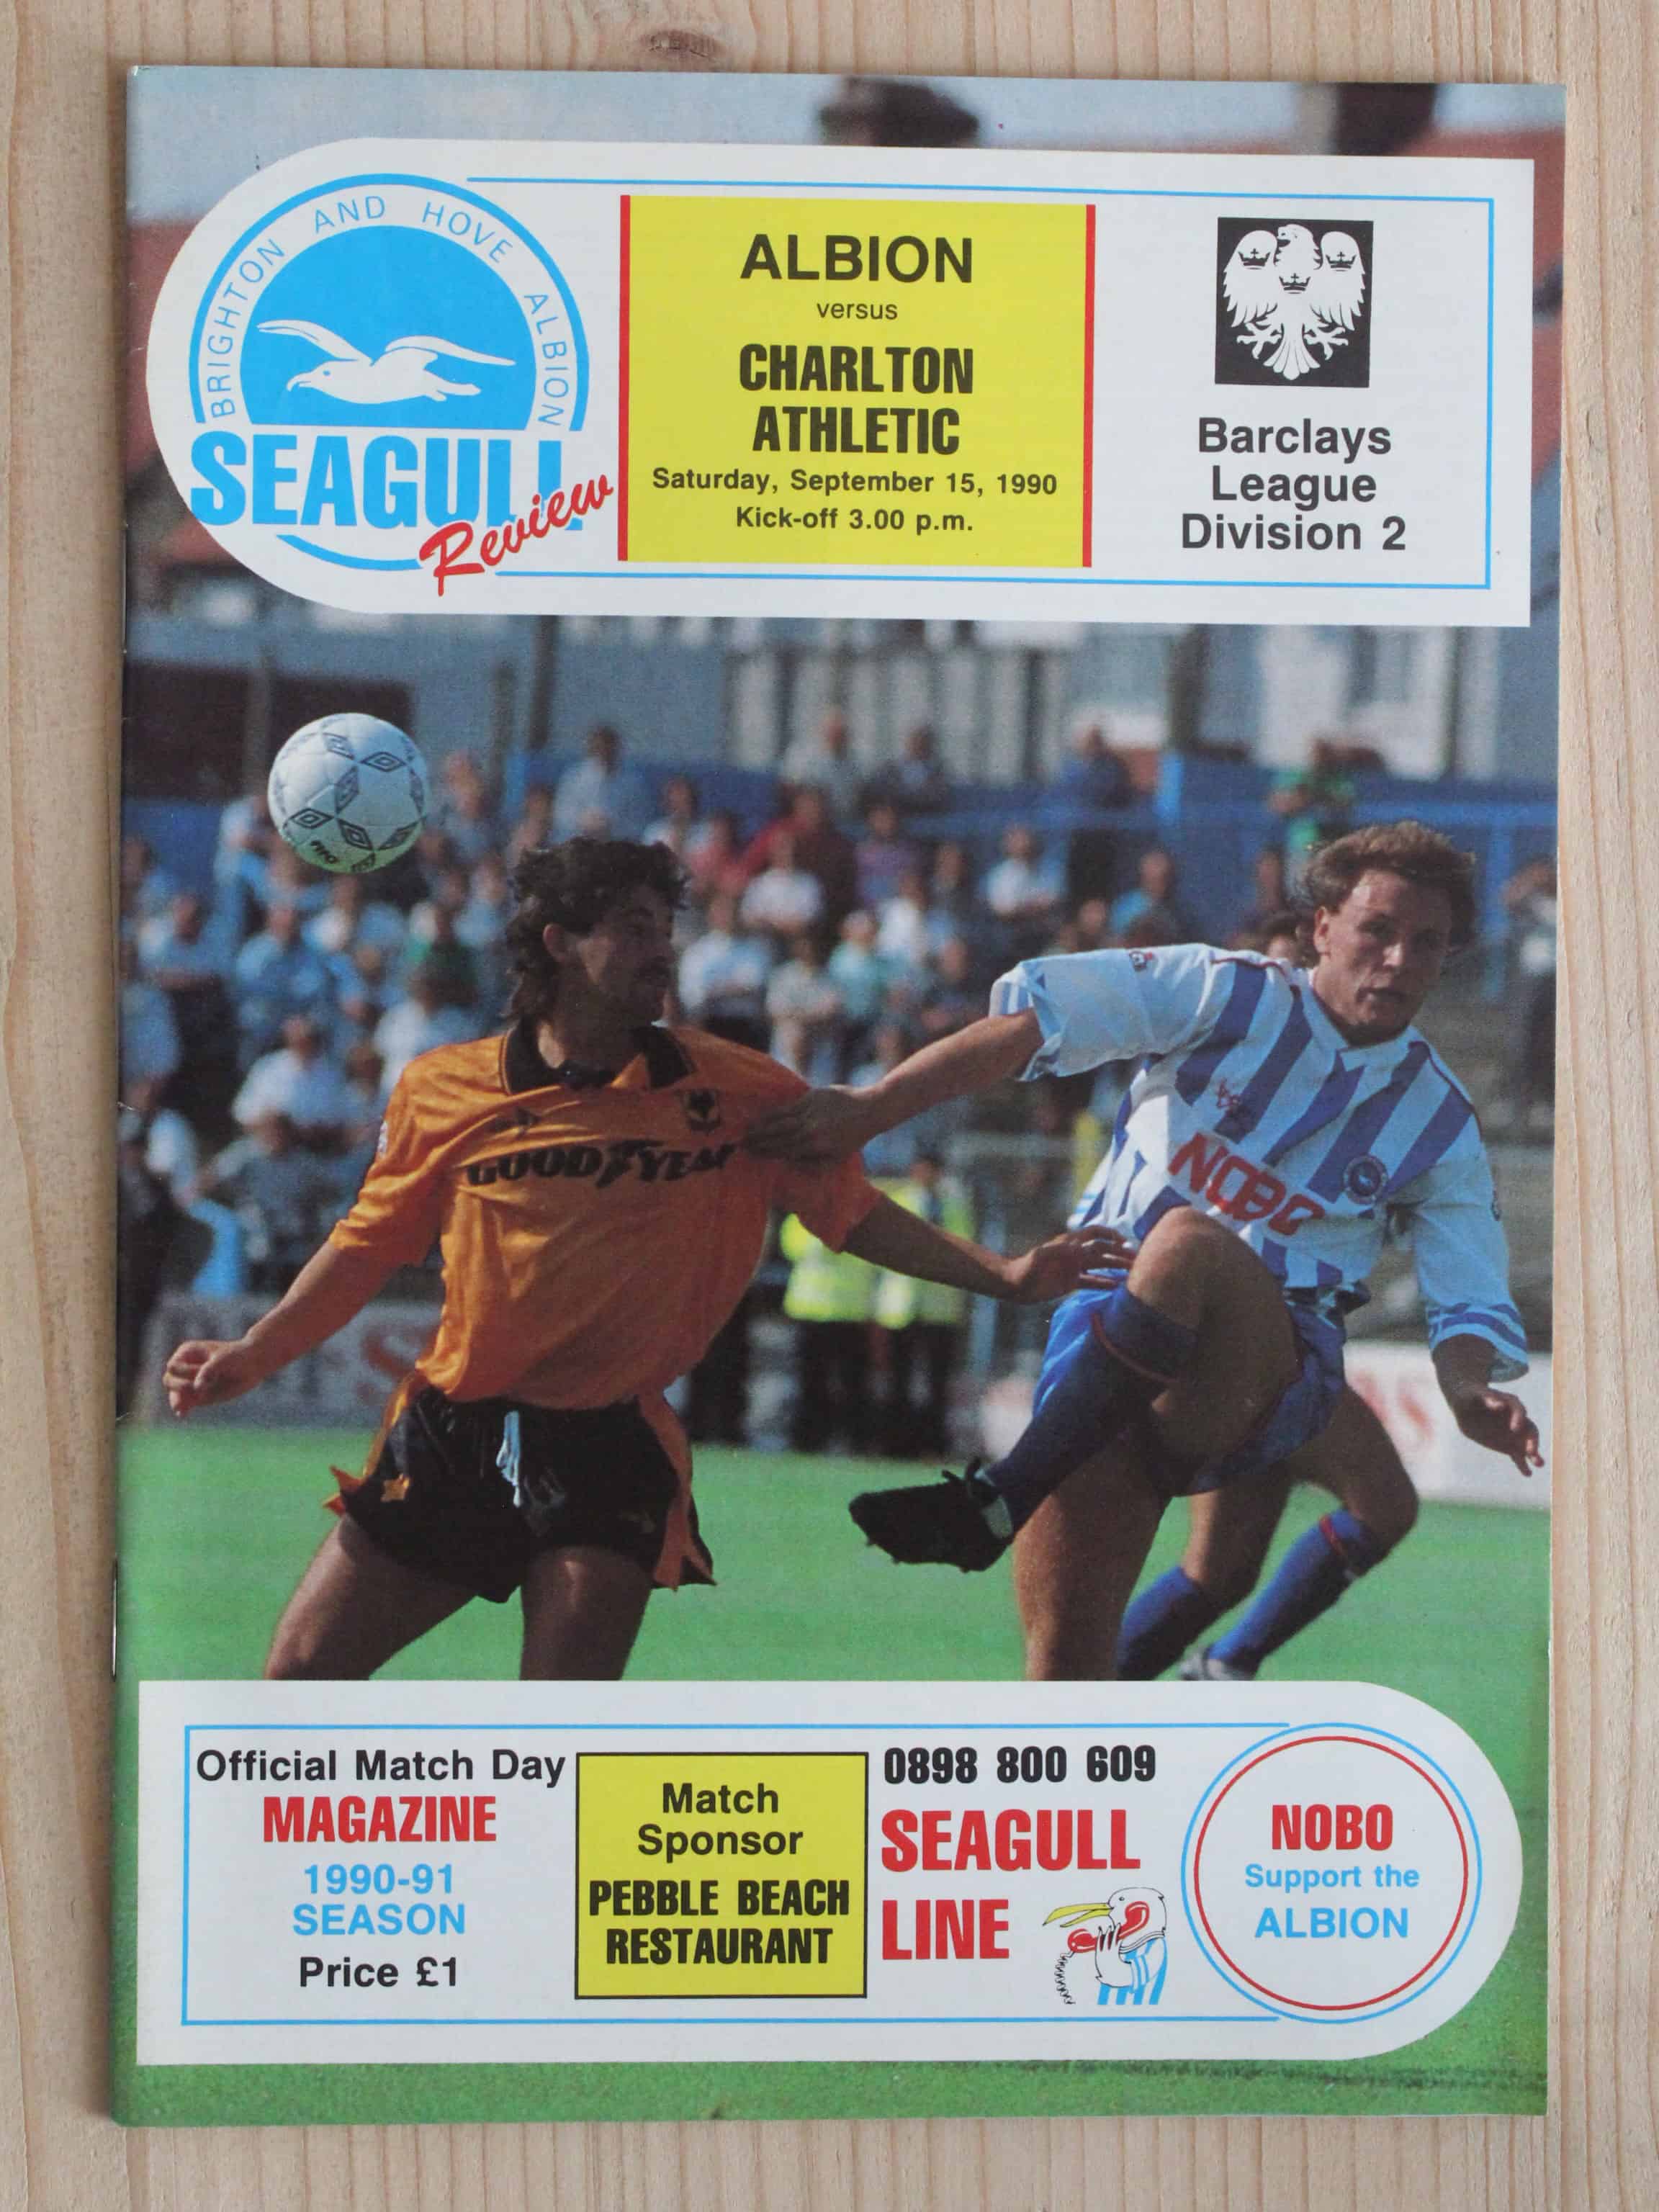 BRIGHTON AND HOVE ALBION
SEAGULL
Review
ALBION
versus
CHARLTON
ATHLETIC
Saturday, September 15, 1990
Kick-off 3.00 p.m.
Barclays
League
Division 2
GOODYEAR
NOBO
Official Match Day
MAGAZINE
1990-91
SEASON
Price £1
Match
Sponsor
PEBBLE BEACH
RESTAURANT
0898 800 609
SEAGULL
LINE
NOBO
Support the
ALBION